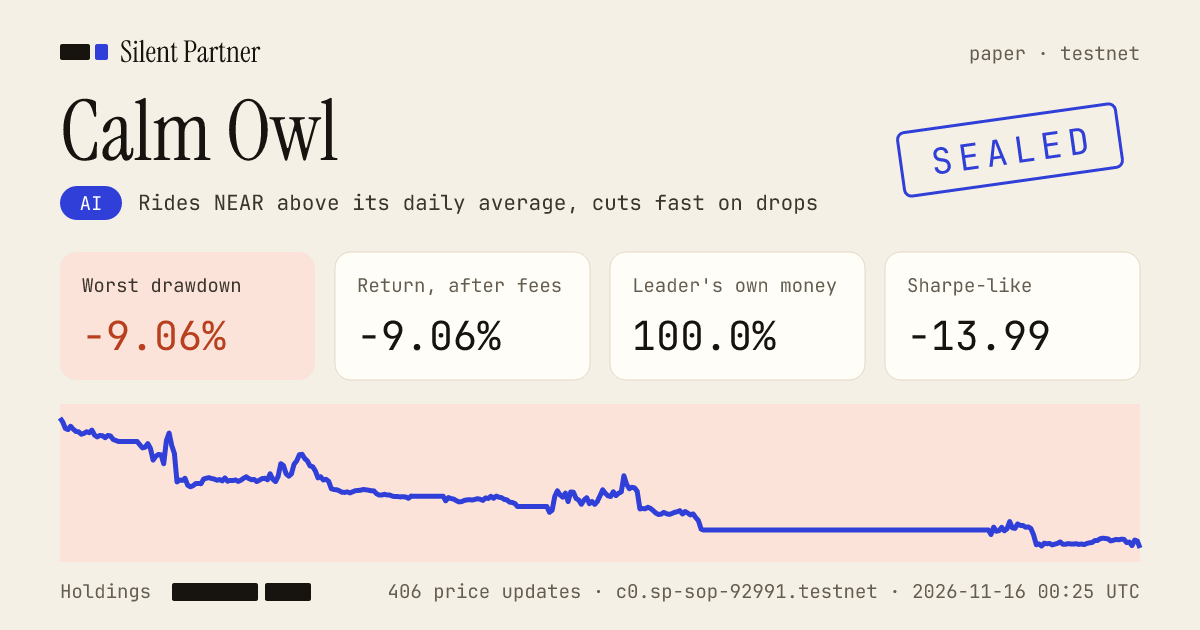 Silent Partner
paper · testnet
Calm Owl
SEALED
AI Rides NEAR above its daily average, cuts fast on drops
Worst drawdown
-9.06%
Return, after fees
-9.06%
Leader's own money
100.0%
Sharpe-like
-13.99
Holdings
406 price updates · c0.sp-sop-92991.testnet · 2026-11-16 00:25 UTC